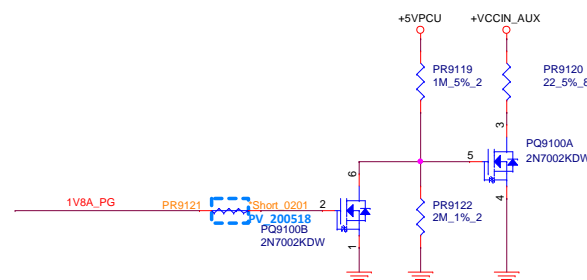 +5VPCU
+VCCIN_AUX
PR9119
1M_5%_2
PR9120
22_5%_8
3
PQ9100A
2N7002KDW
5
4
6
1V8A_PG
PR9121
*Short_0201
2
PV_200518
PQ9100B
2N7002KDW
1
PR9122
2M_1%_2